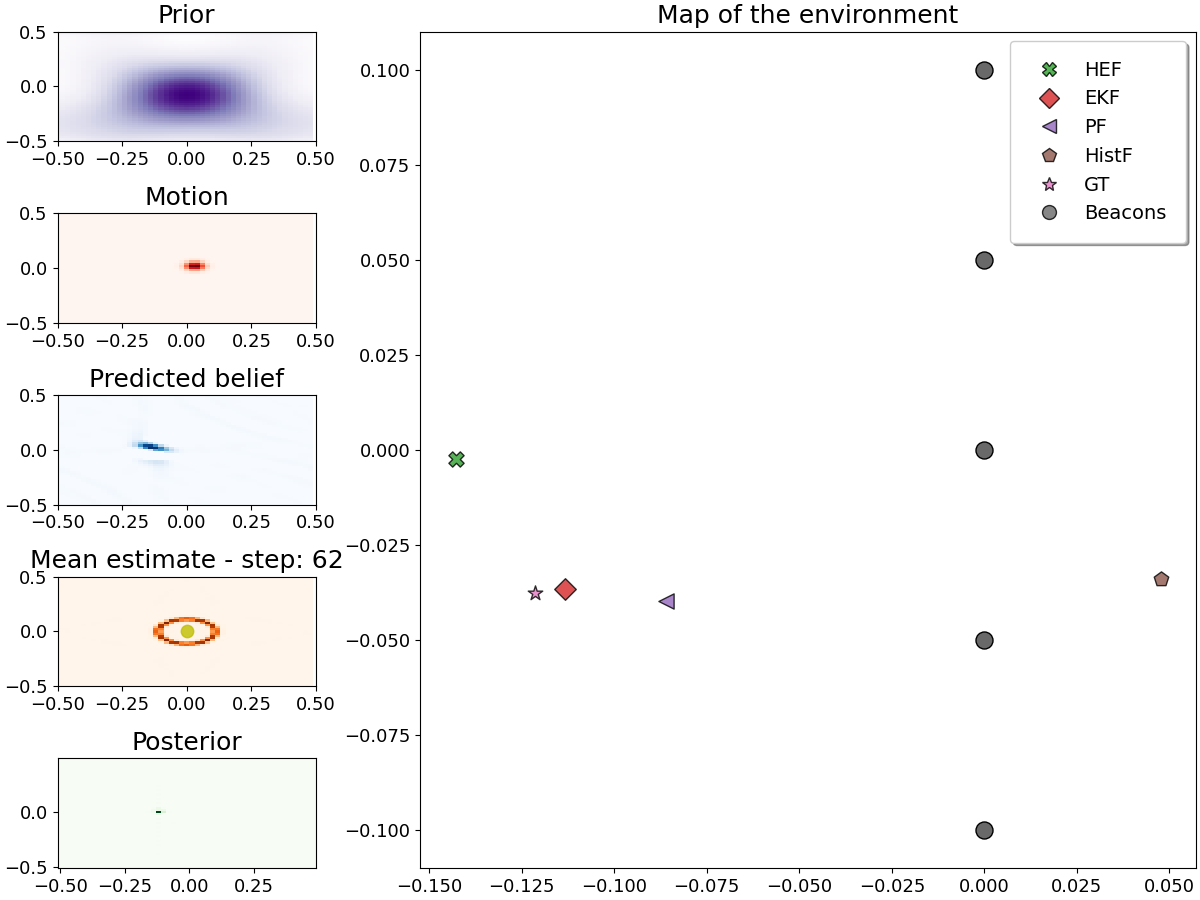 Prior
0.5
0.0
−0.5
−0.50 −0.25 0.00 0.25 0.50
Motion
0.5
0.0
−0.5
−0.50 −0.25 0.00 0.25 0.50
Predicted belief
0.5
0.0
−0.5
−0.50 −0.25 0.00 0.25 0.50
Mean estimate - step: 62
0.5
0.0
−0.5
−0.50 −0.25 0.00 0.25 0.50
Posterior
0.0
−0.5
−0.50 −0.25 0.00 0.25
Map of the environment
0.100
0.075
0.050
0.025
0.000
−0.025
−0.050
−0.075
−0.100
−0.150 −0.125 −0.100 −0.075 −0.050 −0.025 0.000 0.025 0.050
HEF
EKF
PF
HistF
GT
Beacons